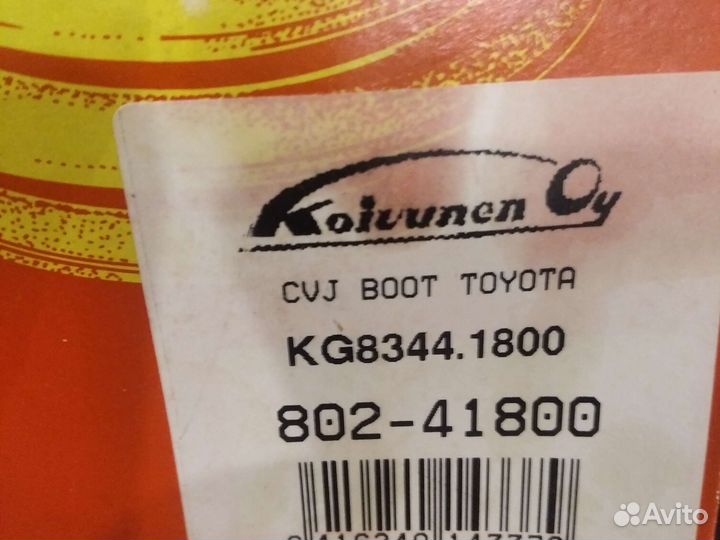 Koivunen Oy
CVJ BOOT TOYOTA
KG8344.1800
802-41800
Avito